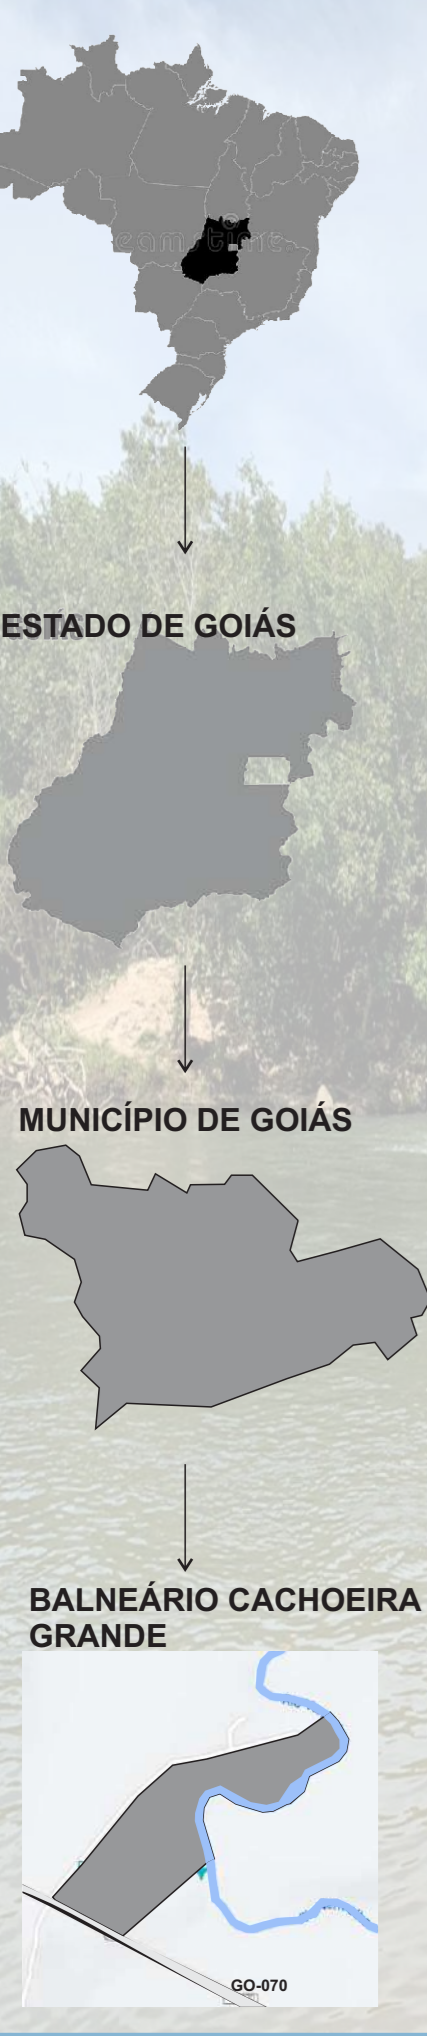 ESTADO DE GOIÁS
MUNICÍPIO DE GOIÁS
BALNEÁRIO CACHOEIRA
GRANDE
GO-070